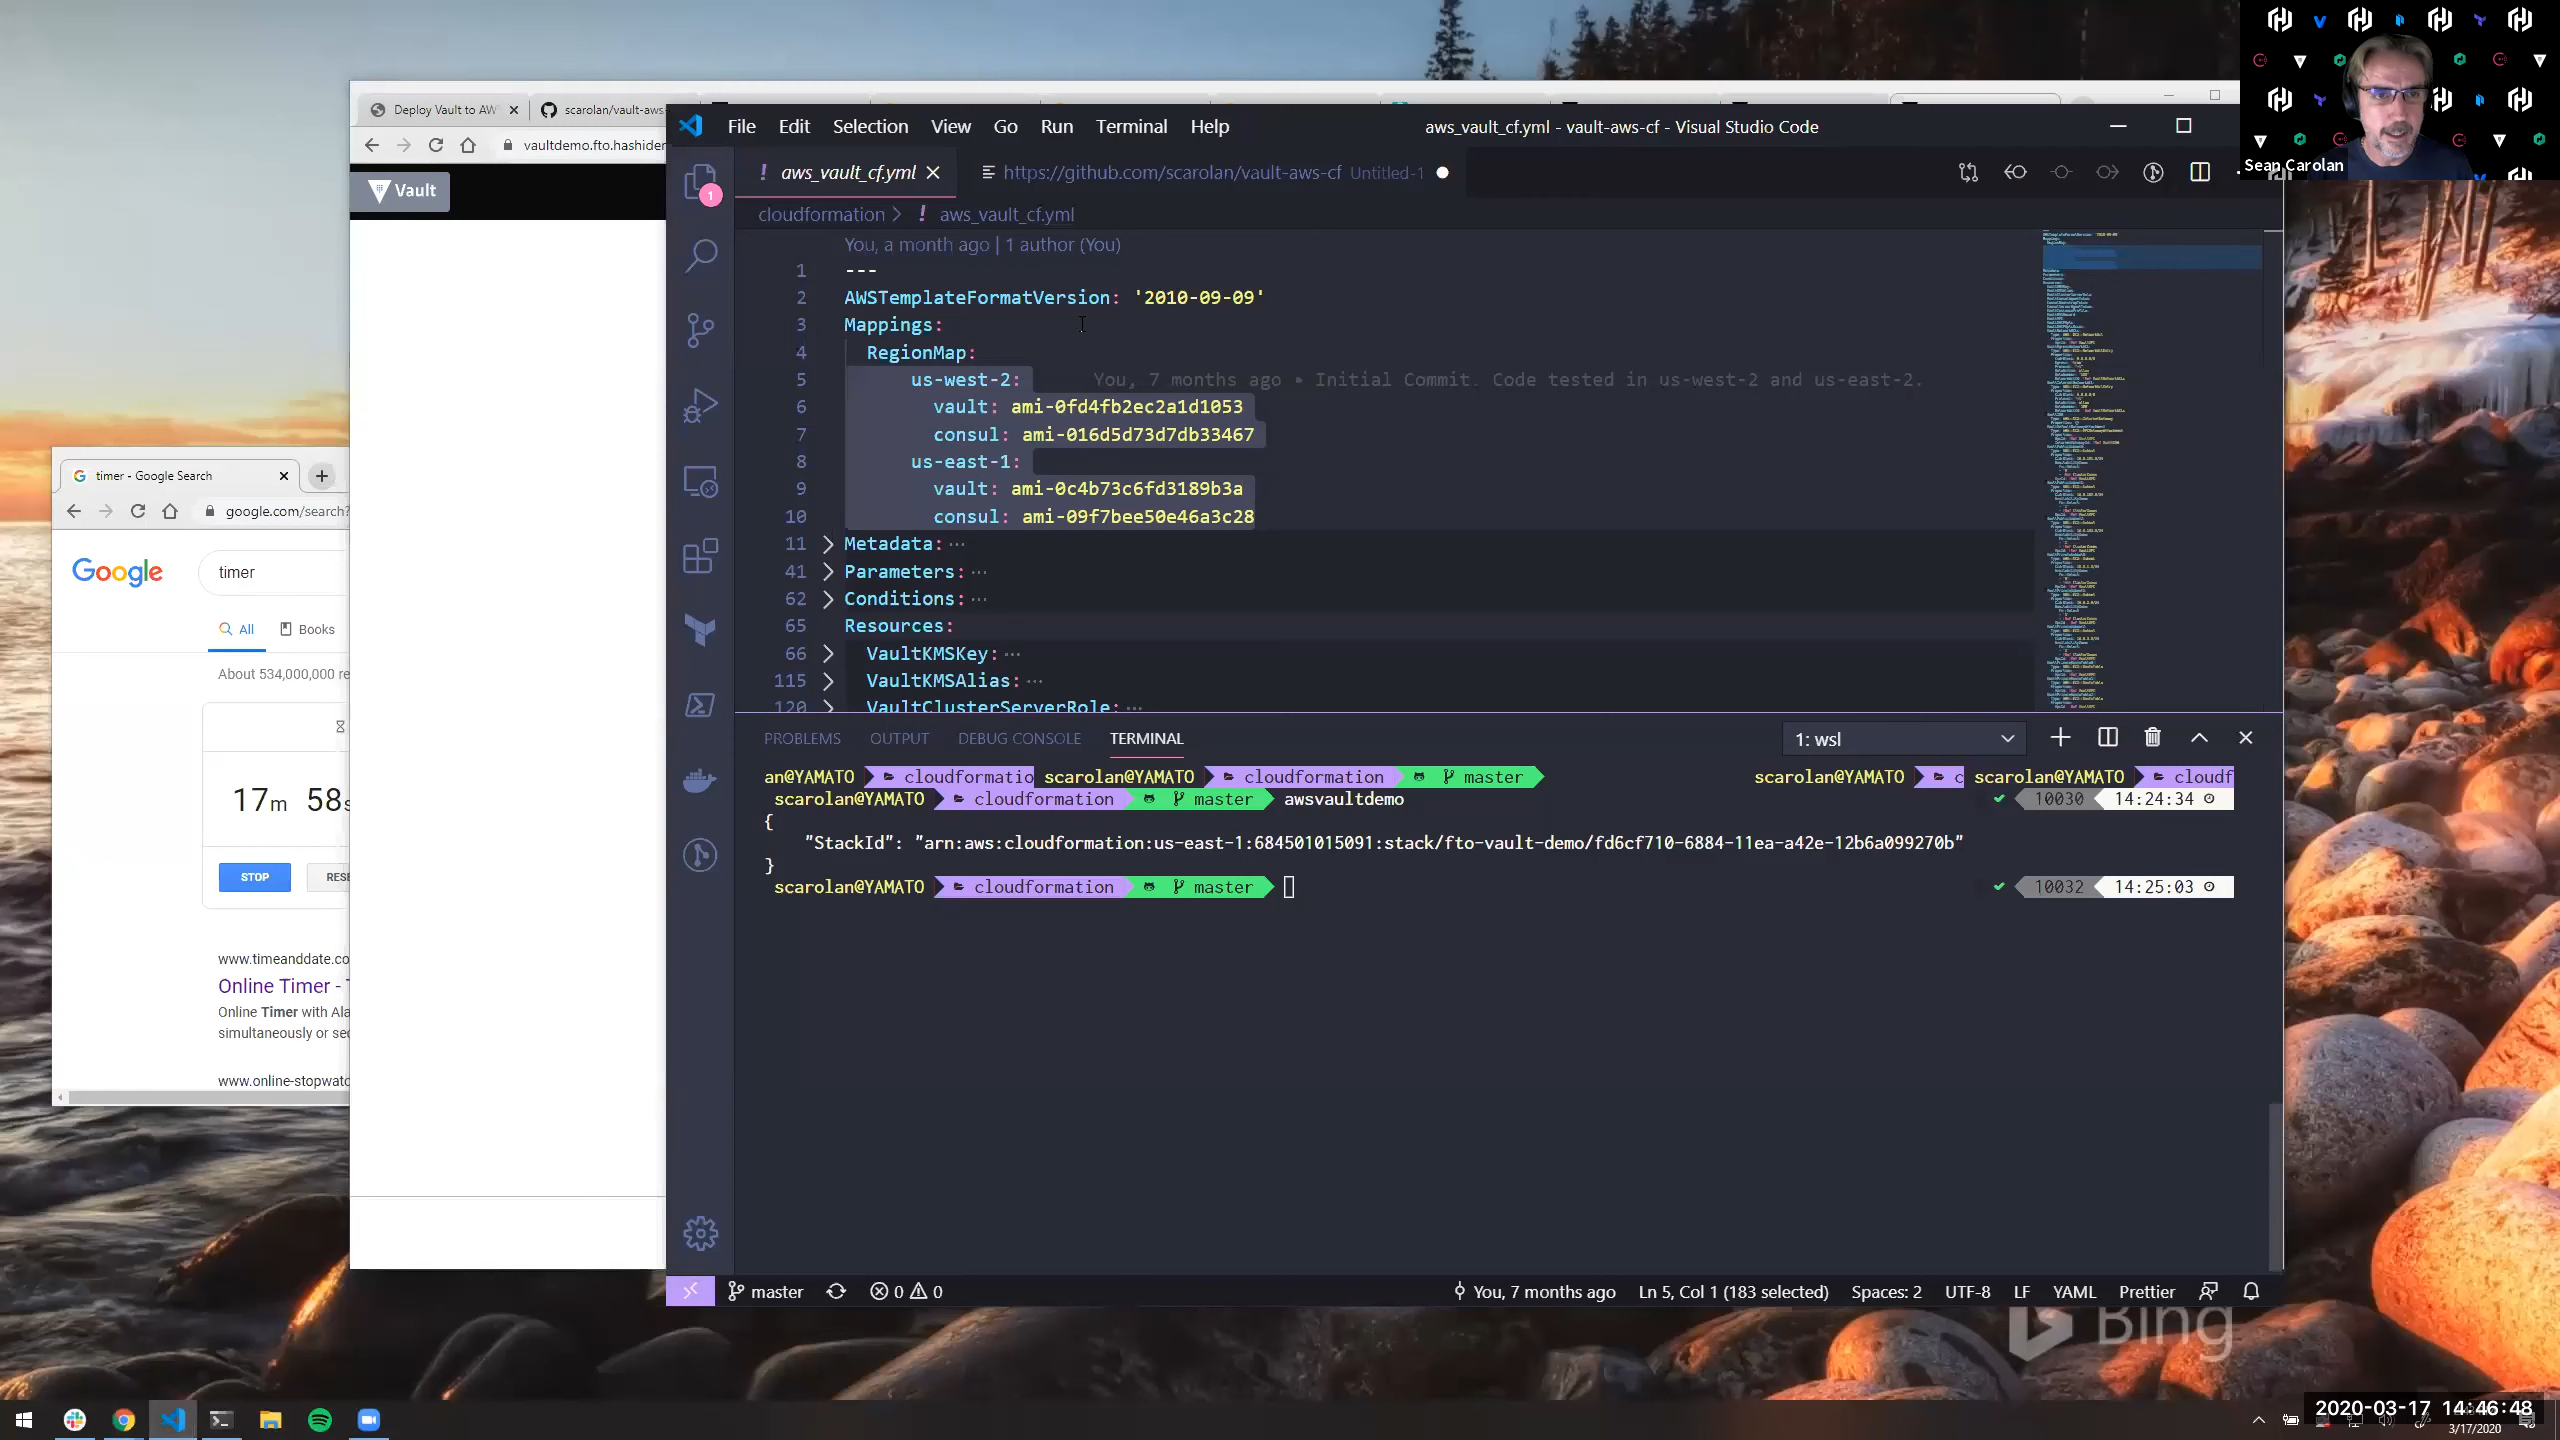 Deploy Vault to AW
scarolan/vault-aws
vaultdemo.fto.hashider
Vault
timer - Google Search
google.com/search?
Google
timer
All
Books
About 534,000,000 re
17m 58s
STOP
RESE
www.timeanddate.co
Online Timer - T
Online Timer with Ala
simultaneously or sec
www.online-stopwatc
File Edit Selection View Go Run Terminal Help
aws_vault_cf.yml - vault-aws-cf - Visual Studio Code
! aws_vault_cf.yml
https://github.com/scarolan/vault-aws-cf Untitled-1
cloudformation > ! aws_vault_cf.yml
You, a month ago | 1 author (You)
1 ---
2 AWSTemplateFormatVersion: '2010-09-09'
3 Mappings:
4 RegionMap:
5 us-west-2: You, 7 months ago • Initial Commit. Code tested in us-west-2 and us-east-2.
6 vault: ami-0fd4fb2ec2a1d1053
7 consul: ami-016d5d73d7db33467
8 us-east-1:
9 vault: ami-0c4b73c6fd3189b3a
10 consul: ami-09f7bee50e46a3c28
11 Metadata: ...
41 Parameters: ...
62 Conditions: ...
65 Resources:
66 VaultKMSKey: ...
115 VaultKMSAlias: ...
120 VaultClusterServerRole: ...
PROBLEMS OUTPUT DEBUG CONSOLE TERMINAL
1: wsl
an@YAMATO cloudformatio scarolan@YAMATO cloudformation master scarolan@YAMATO c scarolan@YAMATO cloudf
scarolan@YAMATO cloudformation master awsvaultdemo 10030 14:24:34
{
"StackId": "arn:aws:cloudformation:us-east-1:684501015091:stack/fto-vault-demo/fd6cf710-6884-11ea-a42e-12b6a099270b"
}
scarolan@YAMATO cloudformation master 10032 14:25:03
master 0 0 You, 7 months ago Ln 5, Col 1 (183 selected) Spaces: 2 UTF-8 LF YAML Prettier
Sean Carolan
1
Bing
2020-03-17 14:46:48
3/17/2020